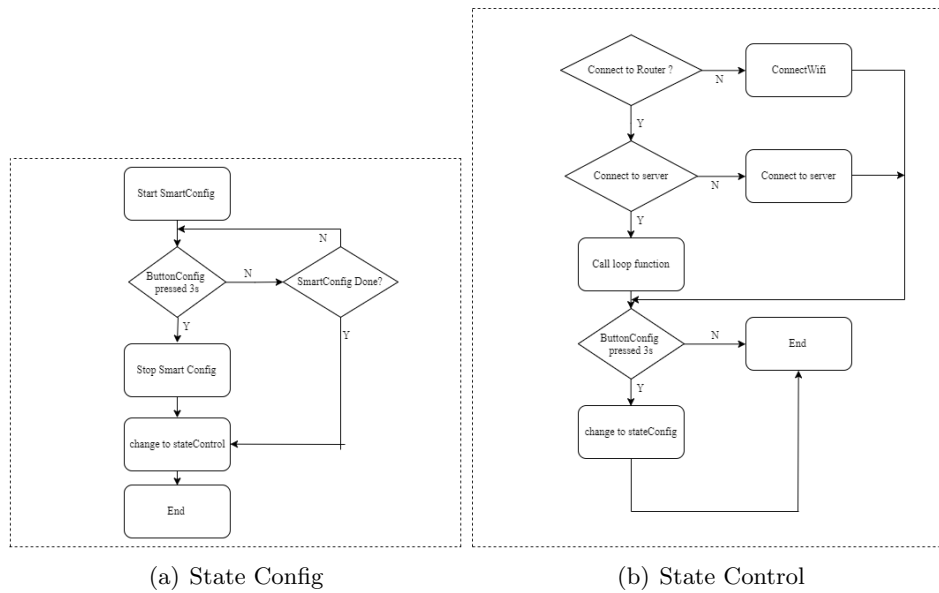 Start SmartConfig
N
ButtonConfig
pressed 3s
N
SmartConfig Done?
Y
Y
Stop Smart Config
change to stateControl
End
(a) State Config
Connect to Router ?
N
ConnectWifi
Y
Connect to server
N
Connect to server
Y
Call loop function
ButtonConfig
pressed 3s
N
End
Y
change to stateConfig
(b) State Control